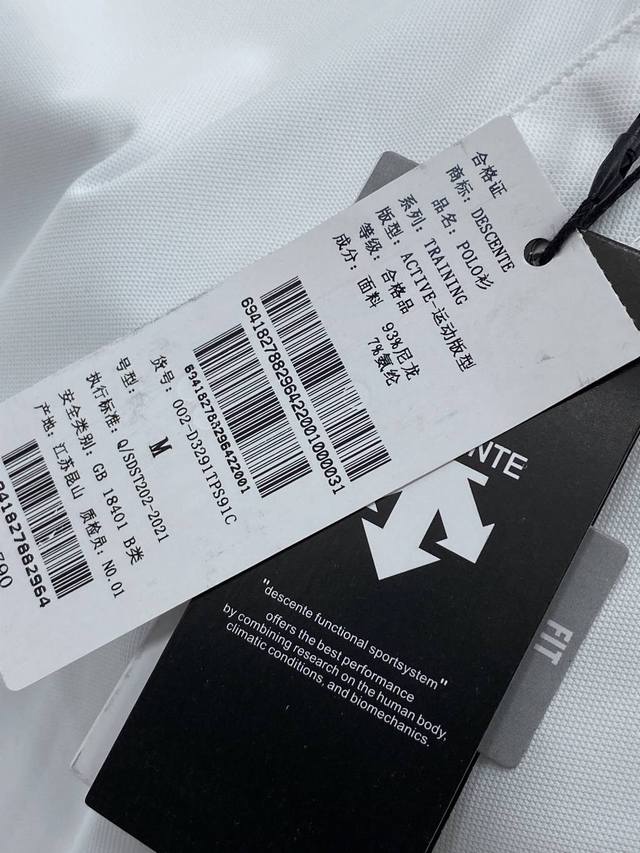 合格证
商标: DESCENTE
品名: POLO衫
系列: TRAINING
版型: ACTIVE-运动版型
等级: 合格品
成分: 面料 93%尼龙
7%氨纶
6941827882964220010000031
694182783296422001
货号: 002-D3291TPS91C
号型: M
执行标准: Q/SDST202-2021
安全类别: GB 18401 B类
产地: 江苏昆山 质检员: NO.01
941827882964
790
NTE
"descente functional sportsystem"
offers the best performance
by combining research on the human body,
climatic conditions, and biomechanics.
FIT